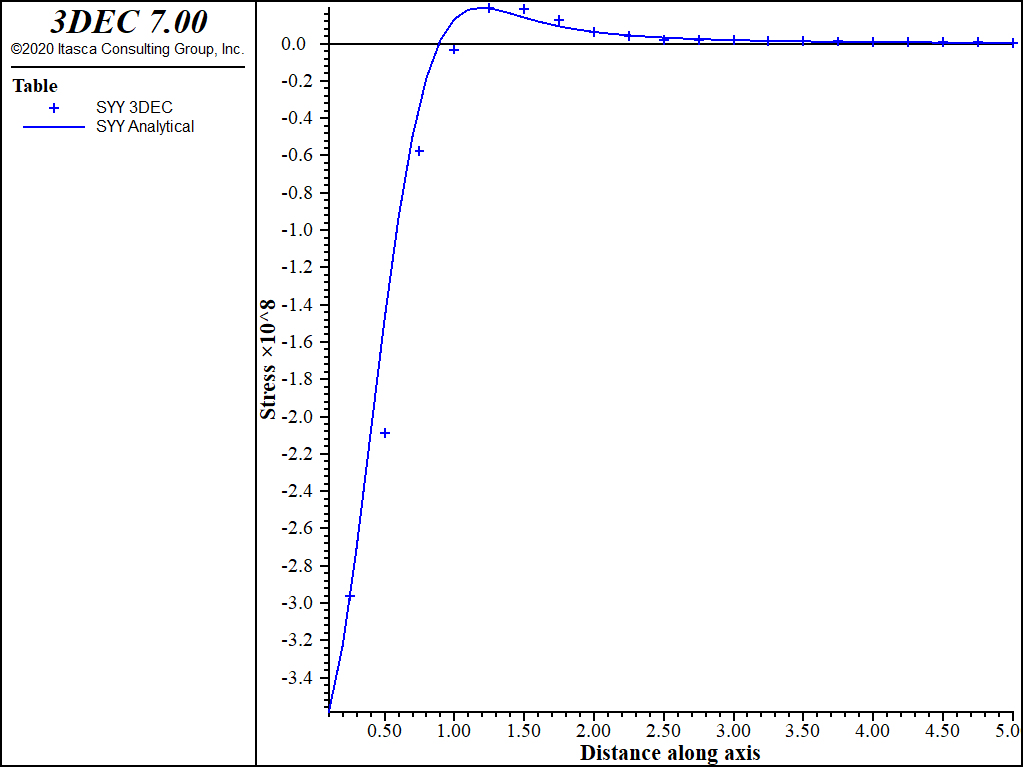 3DEC 7.00
©2020 Itasca Consulting Group, Inc.
Table
SYY 3DEC
SYY Analytical
0.0
-0.2
-0.4
-0.6
-0.8
-1.0
-1.2
-1.4
-1.6
-1.8
-2.0
-2.2
-2.4
-2.6
-2.8
-3.0
-3.2
-3.4
Stress ×10^8
0.50 1.00 1.50 2.00 2.50 3.00 3.50 4.00 4.50 5.0
Distance along axis